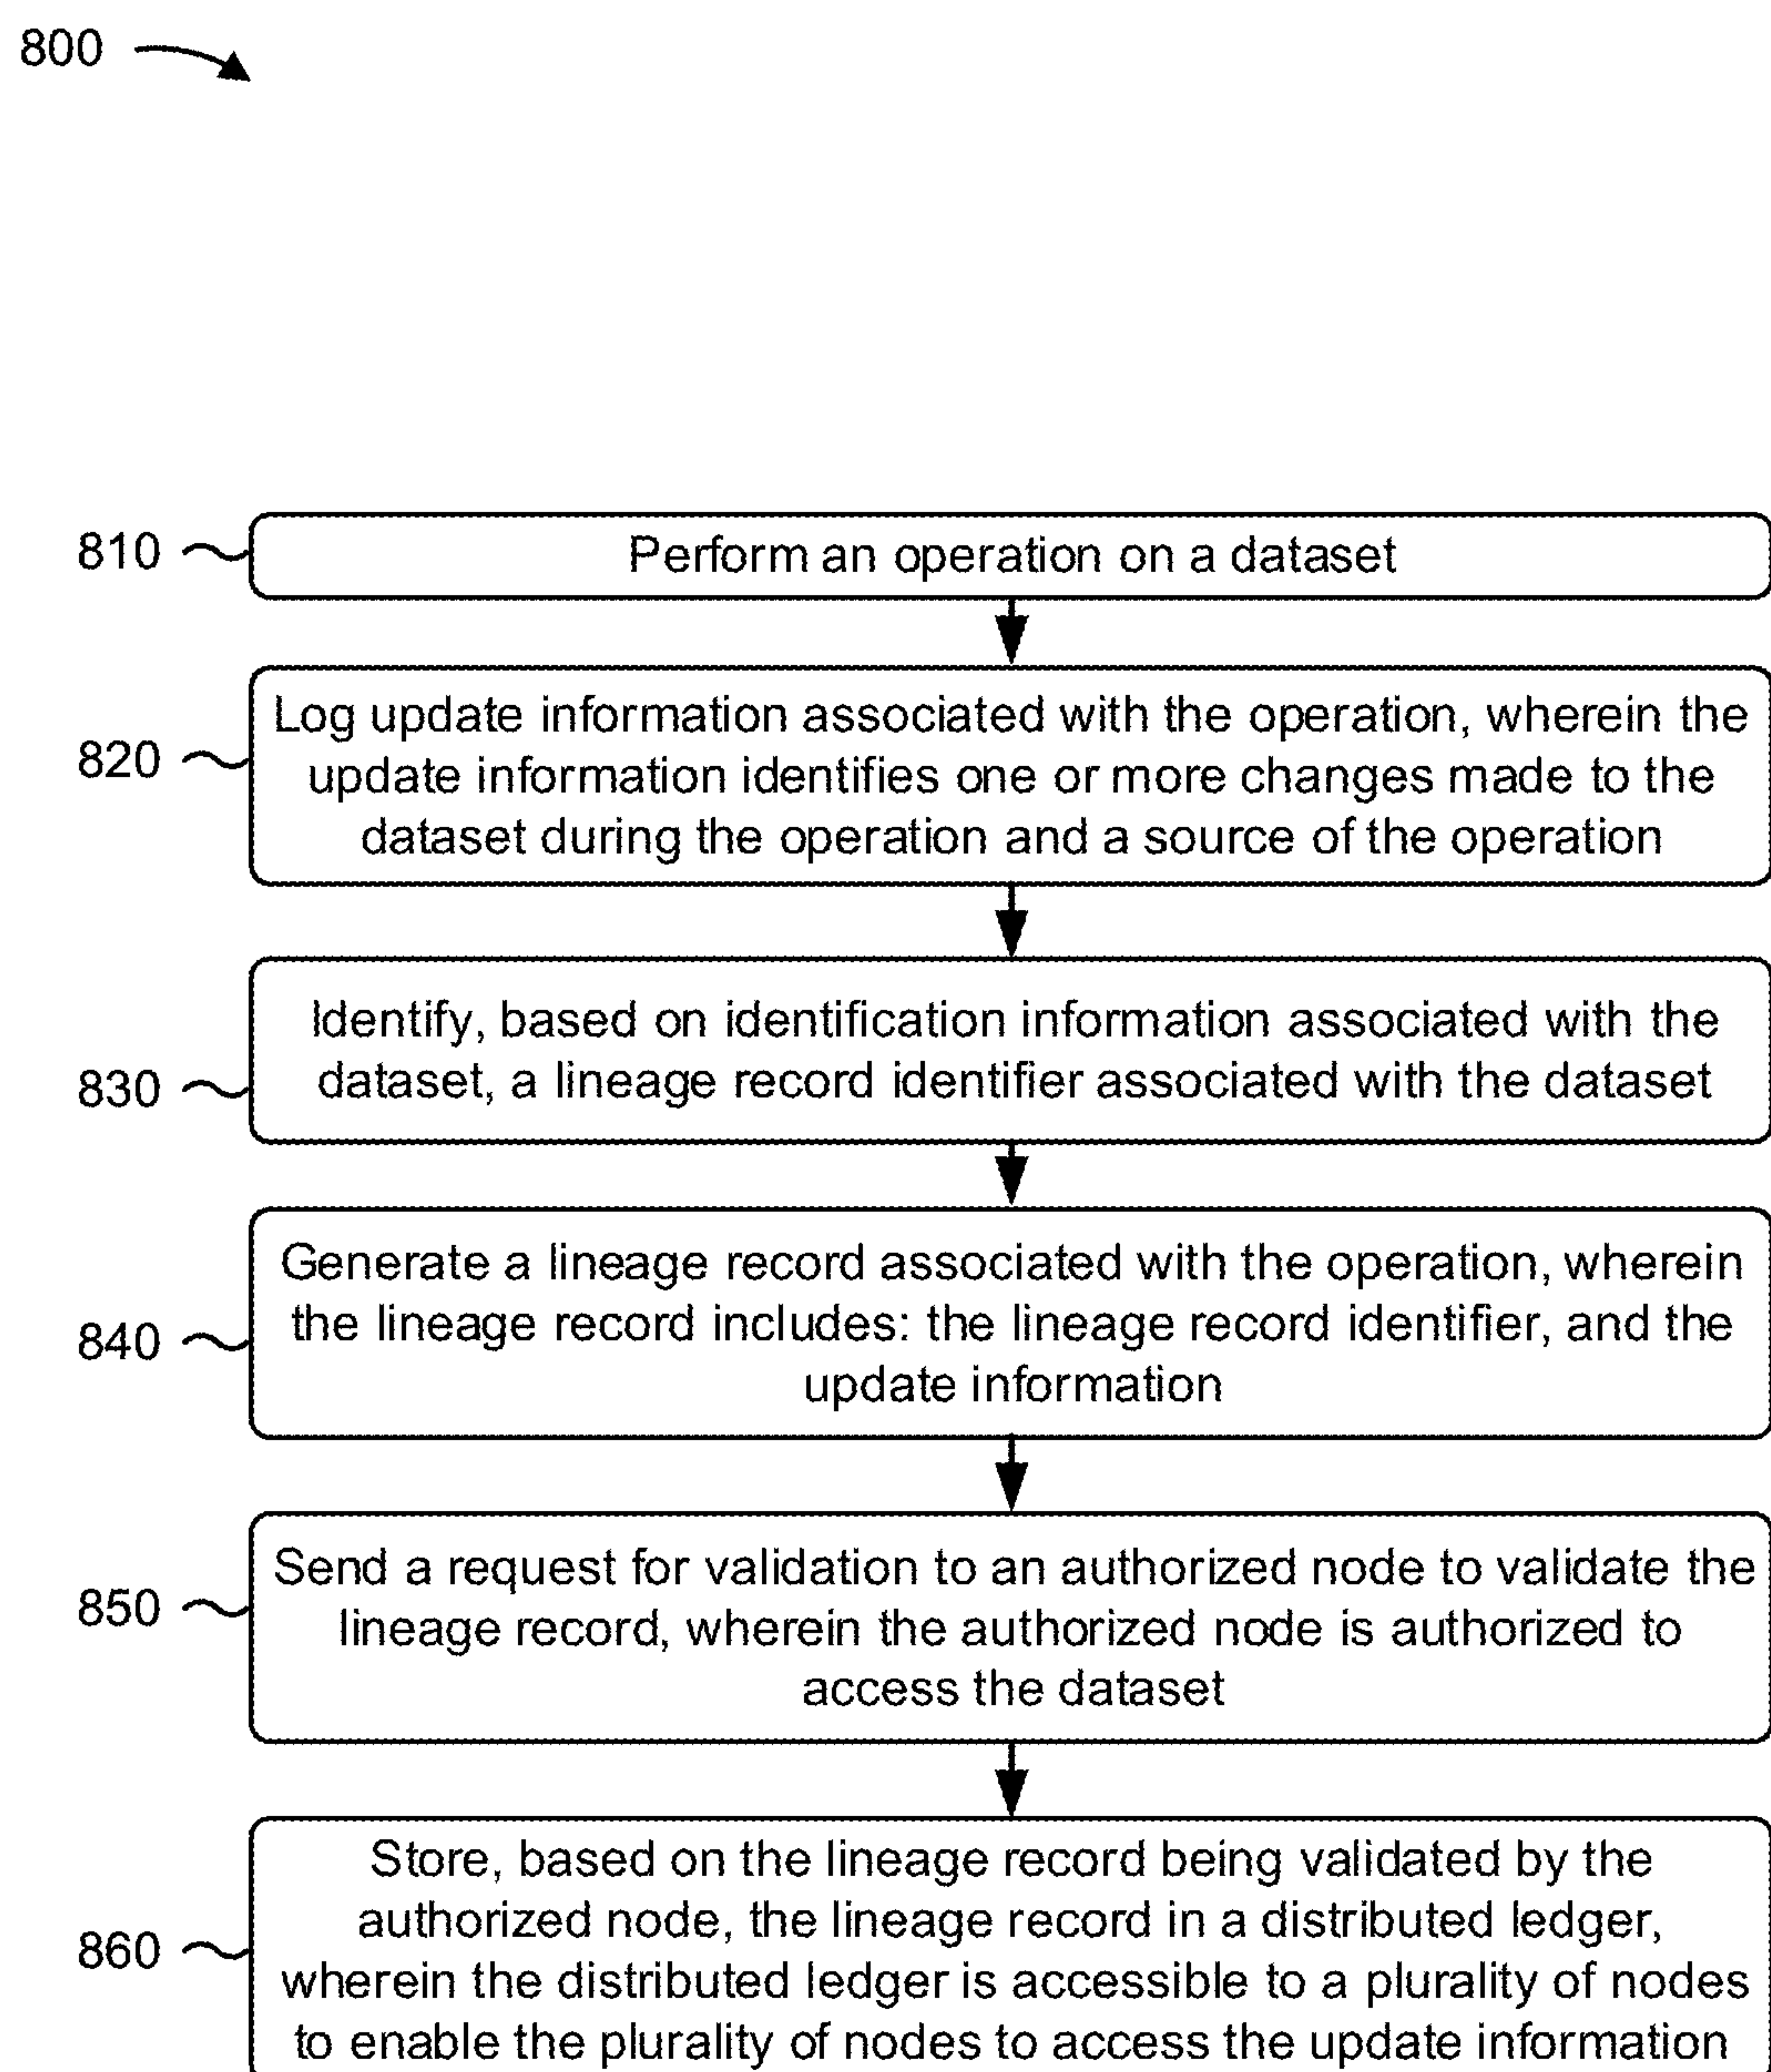 800
810
Perform an operation on a dataset
820
Log update information associated with the operation, wherein the
update information identifies one or more changes made to the
dataset during the operation and a source of the operation
830
Identify, based on identification information associated with the
dataset, a lineage record identifier associated with the dataset
840
Generate a lineage record associated with the operation, wherein
the lineage record includes: the lineage record identifier, and the
update information
850
Send a request for validation to an authorized node to validate the
lineage record, wherein the authorized node is authorized to
access the dataset
860
Store, based on the lineage record being validated by the
authorized node, the lineage record in a distributed ledger,
wherein the distributed ledger is accessible to a plurality of nodes
to enable the plurality of nodes to access the update information